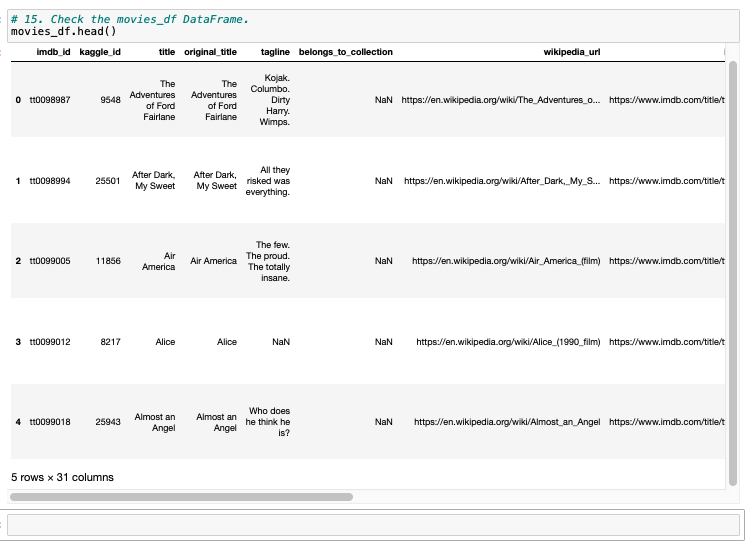 # 15. Check the movies_df DataFrame.
movies_df.head()
imdb_id kaggle_id title original_title tagline belongs_to_collection wikipedia_url
0 tt0098987 9548 The Adventures of Ford Fairlane The Adventures of Ford Fairlane Kojak. Columbo. Dirty Harry. Wimps. NaN https://en.wikipedia.org/wiki/The_Adventures_o... https://www.imdb.com/title/t
1 tt0098994 25501 After Dark, My Sweet After Dark, My Sweet All they risked was everything. NaN https://en.wikipedia.org/wiki/After_Dark,_My_S... https://www.imdb.com/title/t
2 tt0099005 11856 Air America Air America The few. The proud. The totally insane. NaN https://en.wikipedia.org/wiki/Air_America_(film) https://www.imdb.com/title/t
3 tt0099012 8217 Alice Alice NaN NaN https://en.wikipedia.org/wiki/Alice_(1990_film) https://www.imdb.com/title/t
4 tt0099018 25943 Almost an Angel Almost an Angel Who does he think he is? NaN https://en.wikipedia.org/wiki/Almost_an_Angel https://www.imdb.com/title/t
5 rows × 31 columns